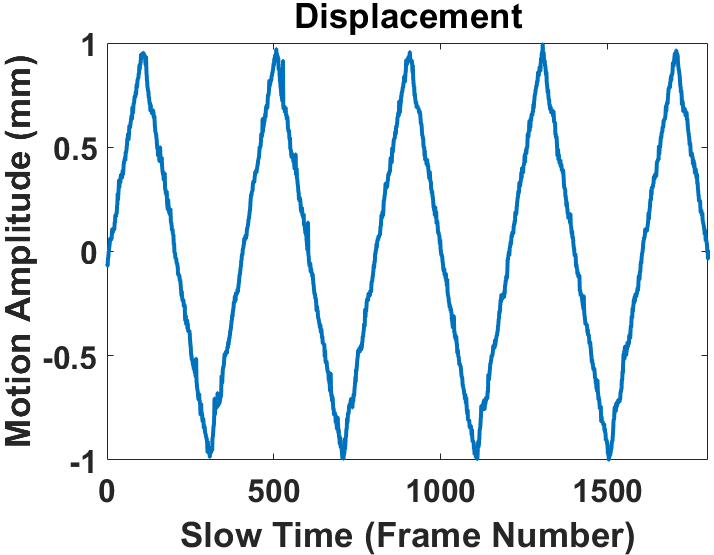 Displacement
Motion Amplitude (mm)
1
0.5
0
-0.5
-1
0 500 1000 1500
Slow Time (Frame Number)